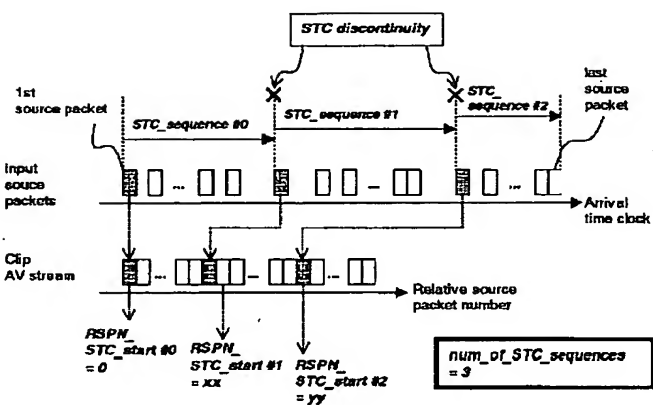 STC discontinuity
1st
source packet
last
source
packet
STC_sequence #0
STC_sequence #1
STC_
sequence #2
Input
souce
packets
Arrival
time clock
Clip
AV stream
Relative source
packet number
RSPN_
STC_start #0
= 0
RSPN_
STC_start #1
= xx
RSPN_
STC_start #2
= yy
num_of_STC_sequences
= 3